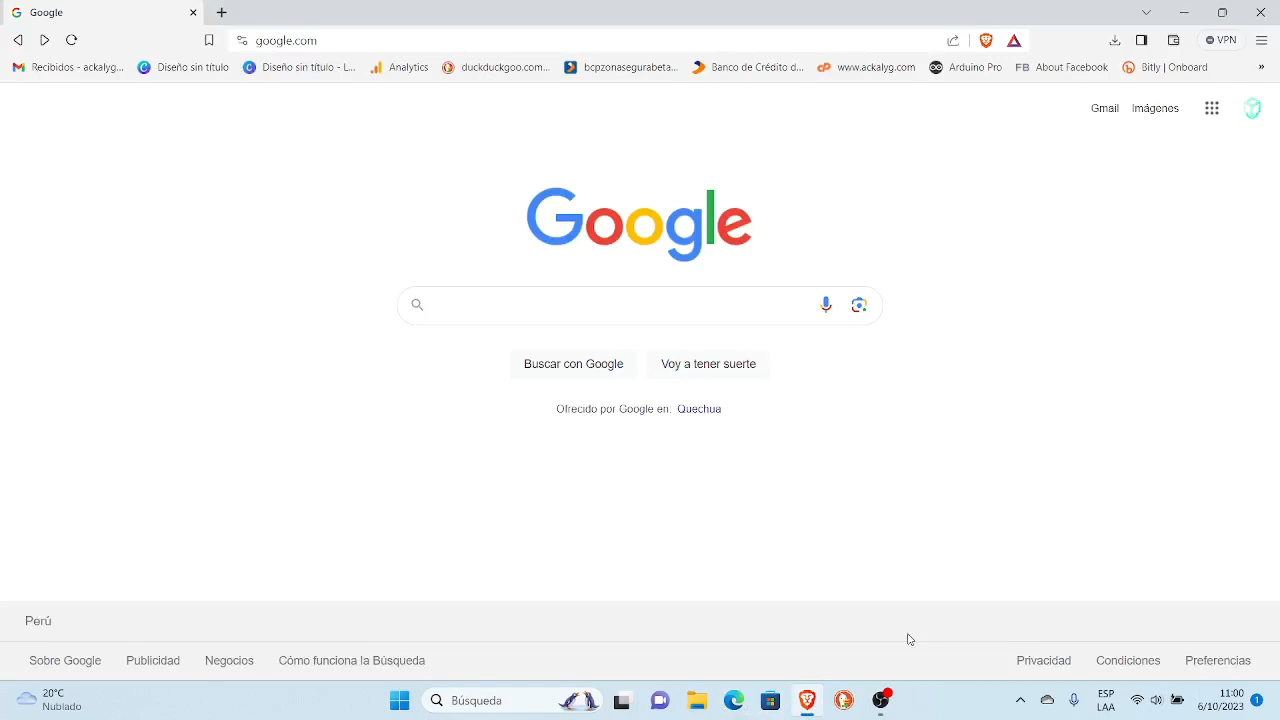 Google
google.com
VPN
Recibidos - ackalyg... Diseño sin título Diseño sin título - L... Analytics duckduckgoo.com... bcpzonasegurabeta... Banco de Crédito d... www.ackalyg.com Arduino Pro About Facebook Bitly | Onboard
Gmail Imágenes
Google
Buscar con Google Voy a tener suerte
Ofrecido por Google en: Quechua
Perú
Sobre Google Publicidad Negocios Cómo funciona la Búsqueda Privacidad Condiciones Preferencias
20°C
Nublado
Búsqueda
ESP
LAA
11:00
6/10/2023
1